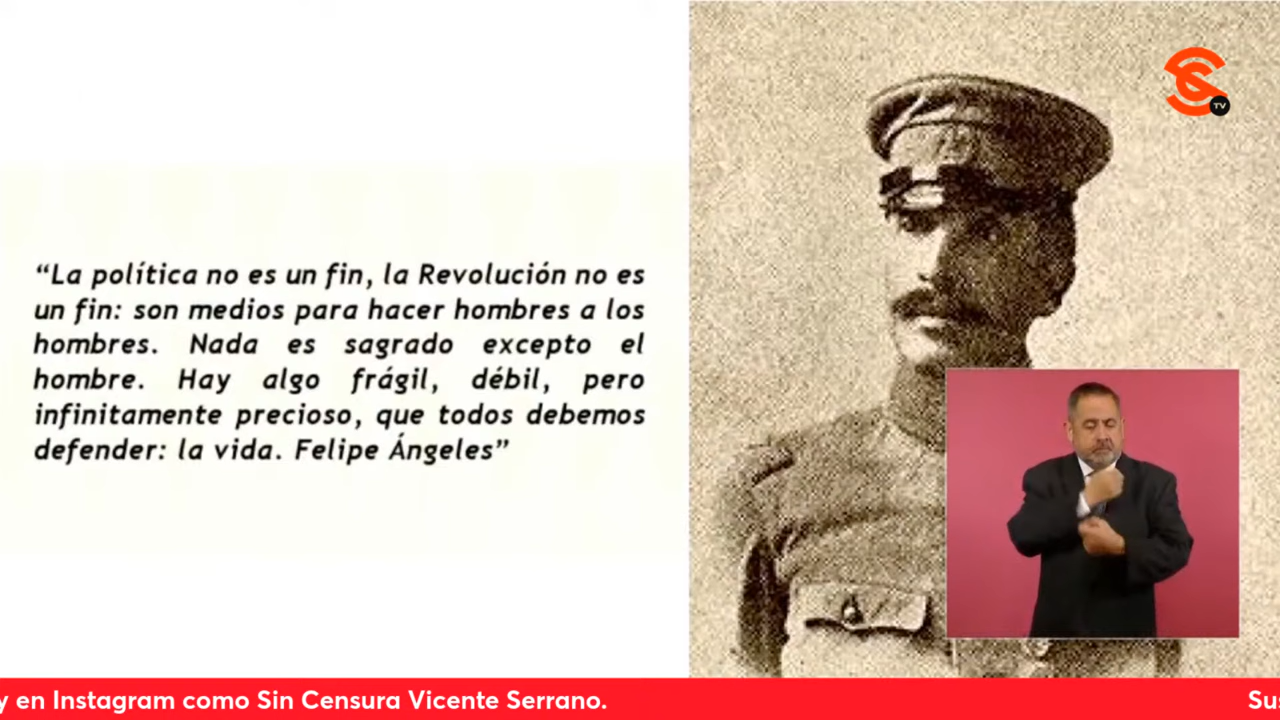 “La política no es un fin, la Revolución no es
un fin: son medios para hacer hombres a los
hombres. Nada es sagrado excepto el
hombre. Hay algo frágil, débil, pero
infinitamente precioso, que todos debemos
defender: la vida. Felipe Ángeles”
TV
y en Instagram como Sin Censura Vicente Serrano.